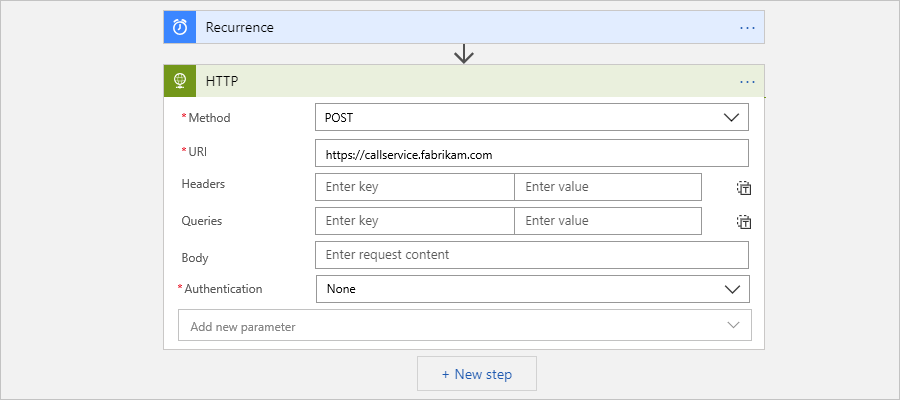 Recurrence
HTTP
* Method POST
* URI https://callservice.fabrikam.com
Headers Enter key Enter value
Queries Enter key Enter value
Body Enter request content
* Authentication None
Add new parameter
+ New step